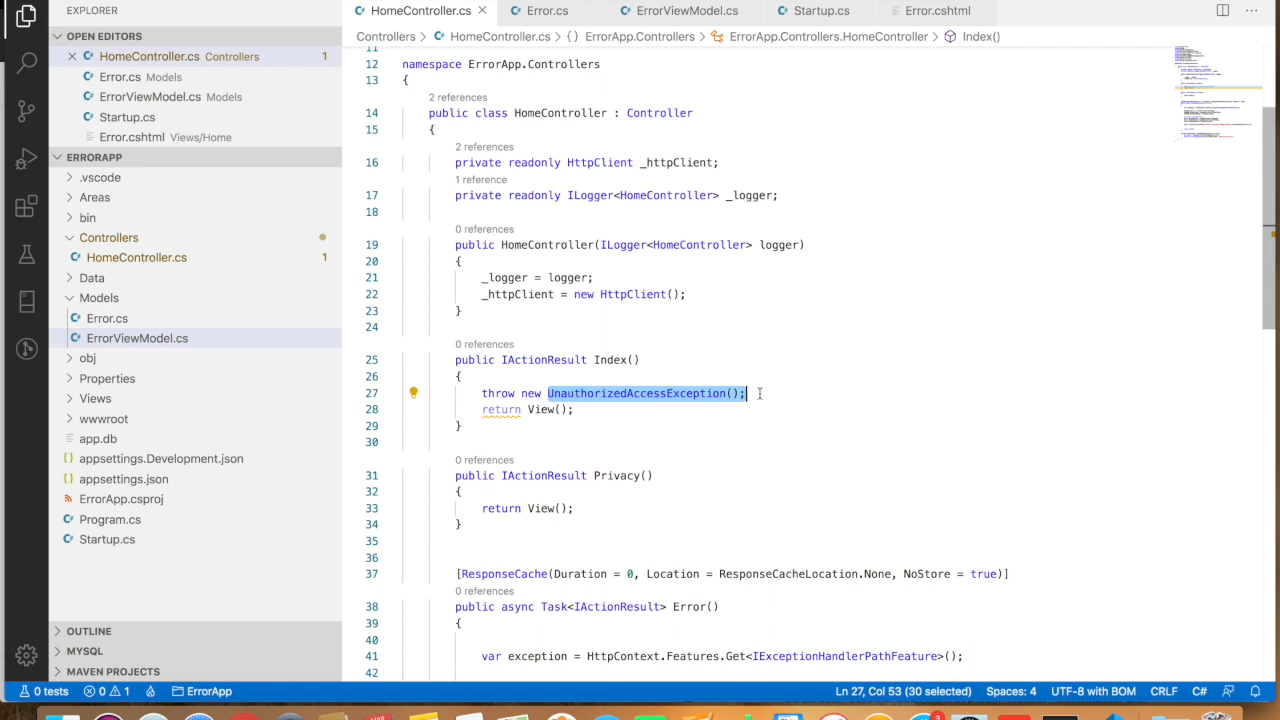 EXPLORER
HomeController.cs
Error.cs
ErrorViewModel.cs
Startup.cs
Error.cshtml
OPEN EDITORS
HomeController.cs Controllers 1
Error.cs Models
ErrorViewModel.cs Models
Startup.cs
Error.cshtml Views/Home
ERRORAPP
.vscode
Areas
bin
Controllers
HomeController.cs 1
Data
Models
Error.cs
ErrorViewModel.cs
obj
Properties
Views
wwwroot
app.db
appsettings.Development.json
appsettings.json
ErrorApp.csproj
Program.cs
Startup.cs
OUTLINE
MYSQL
MAVEN PROJECTS
Controllers > HomeController.cs > {} ErrorApp.Controllers > ErrorApp.Controllers.HomeController > Index()
11
12 namespace ErrorApp.Controllers
13 {
2 references
14 public class HomeController : Controller
15 {
2 references
16 private readonly HttpClient _httpClient;
1 reference
17 private readonly ILogger<HomeController> _logger;
18
0 references
19 public HomeController(ILogger<HomeController> logger)
20 {
21 _logger = logger;
22 _httpClient = new HttpClient();
23 }
24
0 references
25 public IActionResult Index()
26 {
27 throw new UnauthorizedAccessException();
28 return View();
29 }
30
0 references
31 public IActionResult Privacy()
32 {
33 return View();
34 }
35
36
37 [ResponseCache(Duration = 0, Location = ResponseCacheLocation.None, NoStore = true)]
0 references
38 public async Task<IActionResult> Error()
39 {
40
41 var exception = HttpContext.Features.Get<IExceptionHandlerPathFeature>();
42
0 tests 0 1 ErrorApp Ln 27, Col 53 (30 selected) Spaces: 4 UTF-8 with BOM CRLF C#